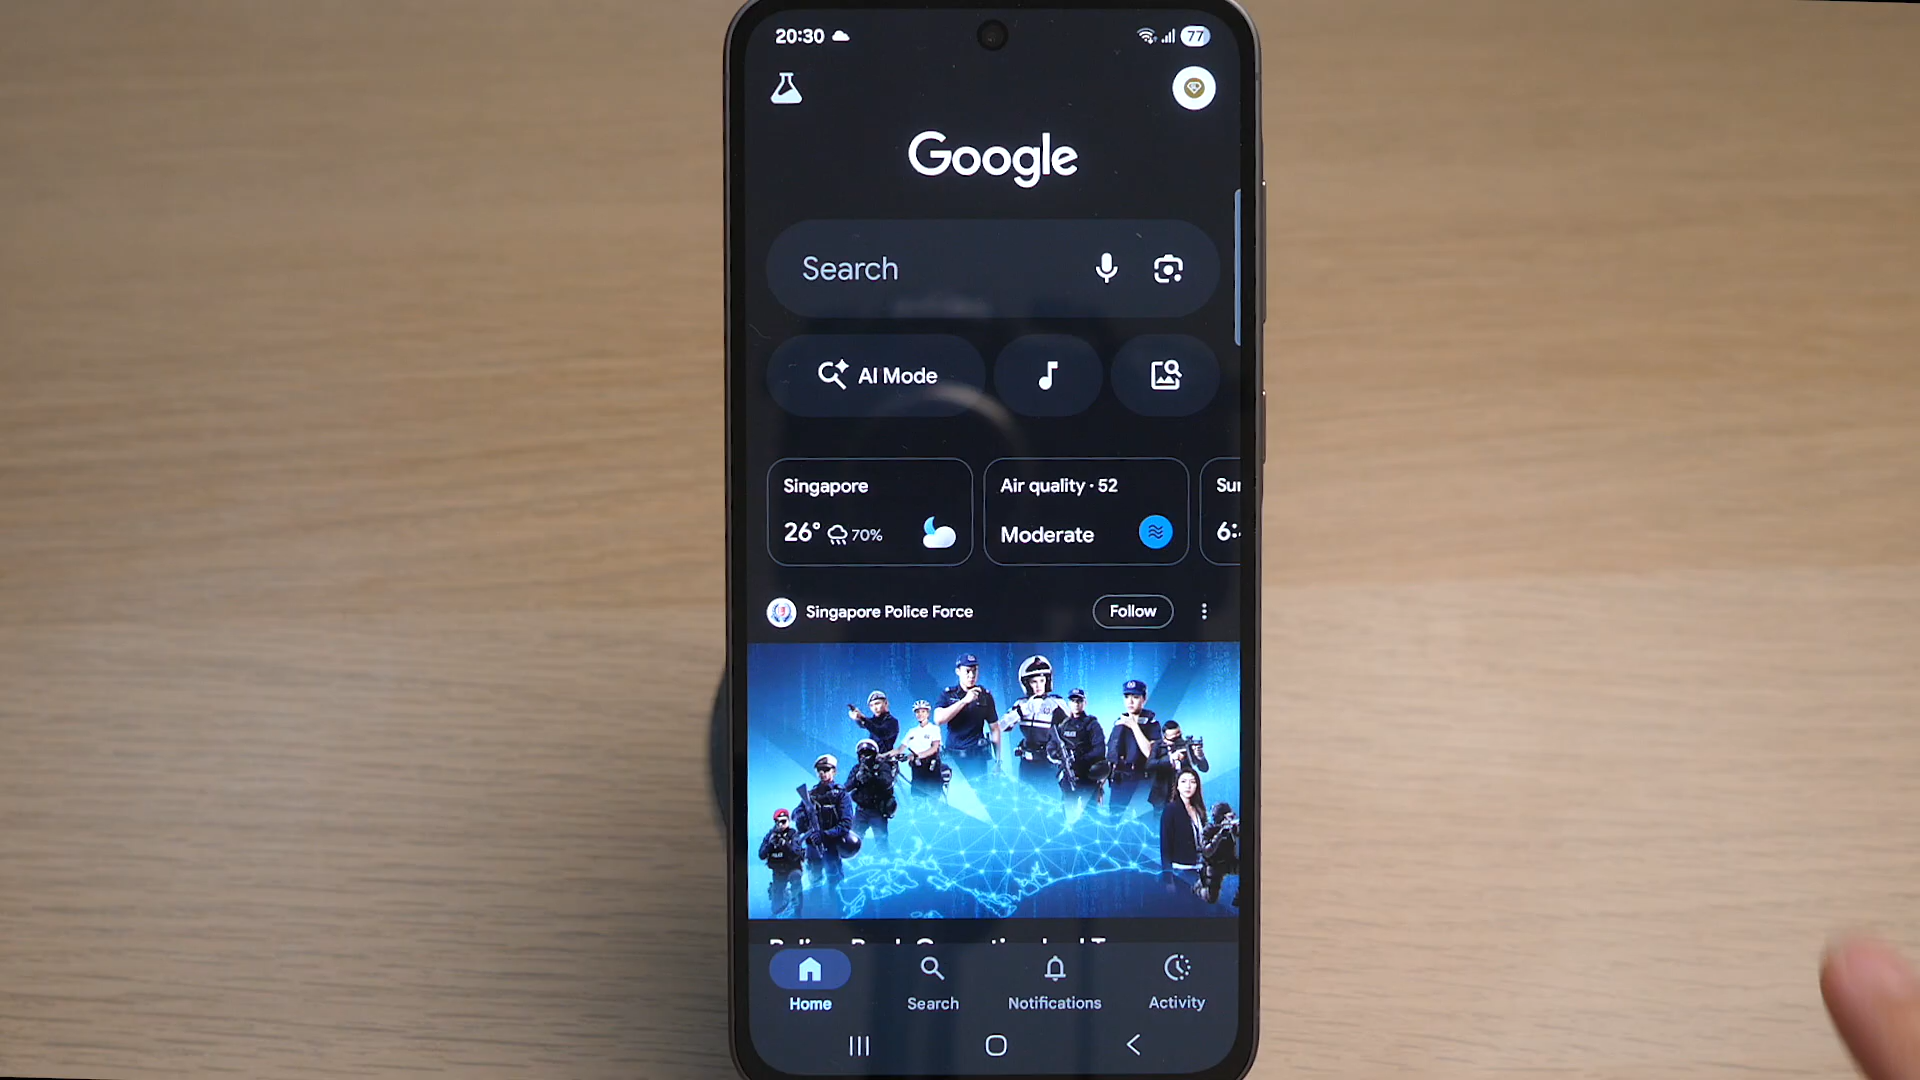 20:30
77
Google
Search
AI Mode
Singapore
26° 70%
Air quality · 52
Moderate
Singapore Police Force
Follow
Home
Search
Notifications
Activity